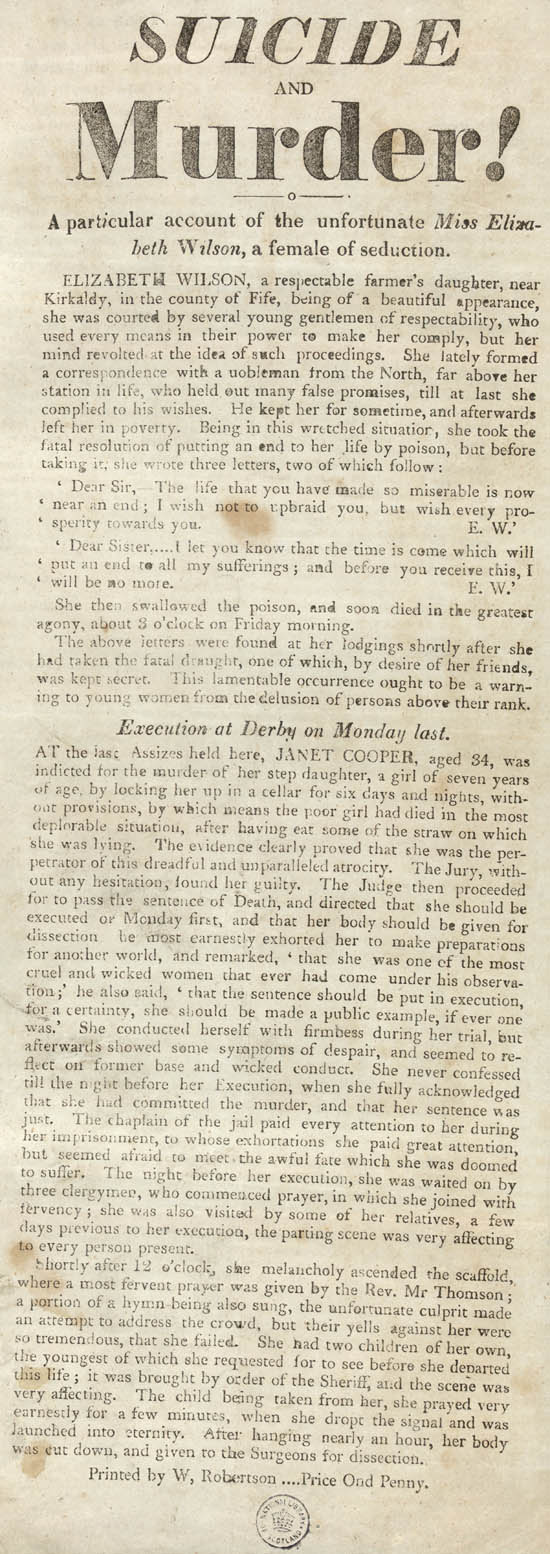 SUICIDE
AND
Murder!
A particular account of the unfortunate Miss Eliza-
beth Wilson, a female of seduction.
ELIZABETH WILSON, a respectable farmer's daughter, near
Kirkaldy, in the county of Fife, being of a beautiful appearance,
she was courted by several young gentlemen of respectability, who
used every means in their power to make her comply, but her
mind revolted at the idea of such proceedings. She lately formed
a correspondence with a uobleman from the North, far above her
station in life, who held out many false promises, till at last she
complied to his wishes. He kept her for sometime, and afterwards
left her in poverty. Being in this wretched situation, she took the
fatal resolution of putting an end to her life by poison, but before
taking it, she wrote three letters, two of which follow:
‘ Dear Sir,—The life that you have made so miserable is now
‘ near an end; I wish not to upbraid you, but wish every pro-
‘ sperity towards you. E. W.’
‘ Dear Sister.....I let you know that the time is come which will
‘ put an end to all my sufferings; and before you receive this, I
‘ will be no more. E. W.’
She then swallowed the poison, and soon died in the greatest
agony, about 3 o'clock on Friday morning.
The above letters were found at her lodgings shortly after she
had taken the fatal draught, one of which, by desire of her friends,
was kept secret. This lamentable occurrence ought to be a warn-
ing to young women from the delusion of persons above their rank.
Execution at Derby on Monday last.
AT the last Assizes held here, JANET COOPER, aged 34, was
indicted for the murder of her step daughter, a girl of seven years
of age, by locking her up in a cellar for six days and nights, with-
out provisions, by which means the poor girl had died in the most
deplorable situation, after having eat some of the straw on which
she was lying. The evidence clearly proved that she was the per-
petrator of this dreadful and unparalleled atrocity. The Jury, with-
out any hesitation, found her guilty. The Judge then proceeded
for to pass the sentence of Death, and directed that she should be
executed on Monday first, and that her body should be given for
dissection he most earnestly exhorted her to make preparations
for another world, and remarked, ‘ that she was one of the most
cruel and wicked women that ever had come under his observa-
tion;’ he also said, ‘ that the sentence should be put in execution,
for a certainty, she should be made a public example, if ever one
was.’ She conducted herself with firmbess during her trial, but
afterwards showed some symptoms of despair, and seemed to re-
flect on former base and wicked conduct. She never confessed
till the night before her Execution, when she fully acknowledged
that she had committed the murder, and that her sentence was
just. The chaplain of the jail paid every attention to her during
her imprisonment, to whose exhortations she paid great attention,
but seemed afraid to meet the awful fate which she was doomed
to suffer. The night before her execution, she was waited on by
three clergymen, who commenced prayer, in which she joined with
fervency; she was also visited by some of her relatives, a few
days previous to her execution, the parting scene was very affecting
to every person present.
Shortly after 12 o'clock, she melancholy ascended the scaffold,
where a most fervent prayer was given by the Rev. Mr Thomson;
a portion of a hymn being also sung, the unfortunate culprit made
an attempt to address the crowd, but their yells against her were
so tremendous, that she failed. She had two children of her own,
the youngest of which she requested for to see before she departed
this life; it was brought by order of the Sheriff, and the scene was
very affecting. The child being taken from her, she prayed very
earnestly for a few minutes, when she dropt the signal and was
launched into eternity. After hanging nearly an hour, her body
was cut down, and given to the Surgeons for dissection.
Printed by W, Robertson ....Price Ond Penny.
NATIONAL LIBRARY
SCOTLAND